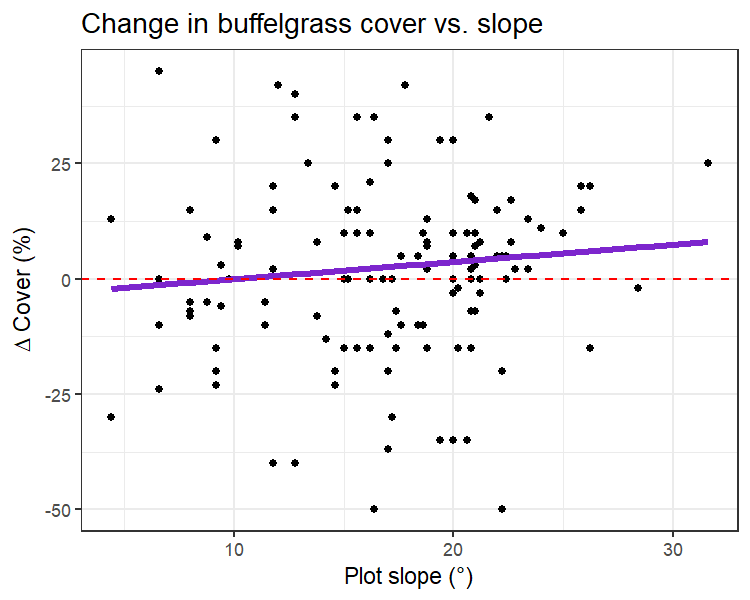 Change in buffelgrass cover vs. slope
Δ Cover (%)
25
0
-25
-50
10 20 30
Plot slope (°)